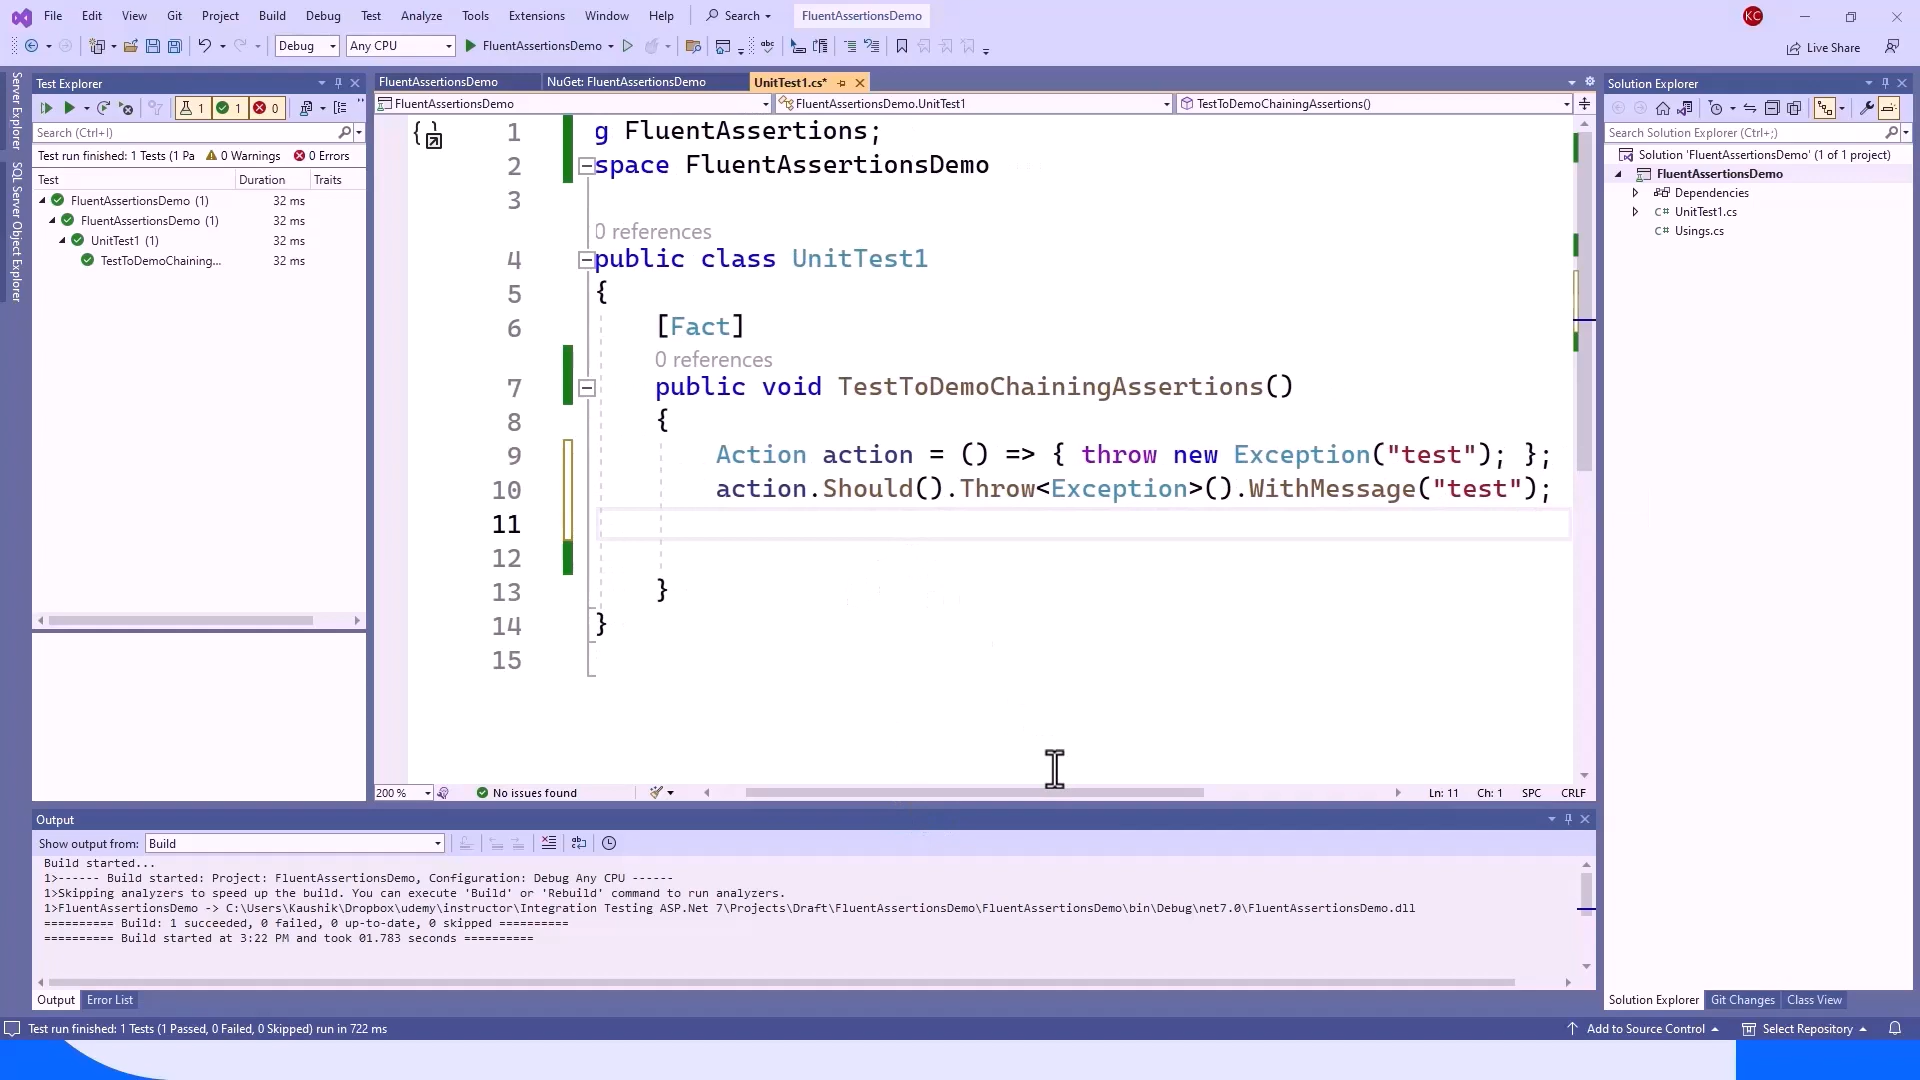 File Edit View Git Project Build Debug Test Analyze Tools Extensions Window Help Search FluentAssertionsDemo KC
Debug Any CPU FluentAssertionsDemo Live Share
Server Explorer
SQL Server Object Explorer
Test Explorer
1 1 0
Search (Ctrl+I)
Test run finished: 1 Tests (1 Pa 0 Warnings 0 Errors
Test Duration Traits
FluentAssertionsDemo (1) 32 ms
FluentAssertionsDemo (1) 32 ms
UnitTest1 (1) 32 ms
TestToDemoChaining... 32 ms
FluentAssertionsDemo NuGet: FluentAssertionsDemo UnitTest1.cs*
FluentAssertionsDemo FluentAssertionsDemo.UnitTest1 TestToDemoChainingAssertions()
1 g FluentAssertions;
2 space FluentAssertionsDemo
3
0 references
4 public class UnitTest1
5 {
6 [Fact]
0 references
7 public void TestToDemoChainingAssertions()
8 {
9 Action action = () => { throw new Exception("test"); };
10 action.Should().Throw<Exception>().WithMessage("test");
11
12
13 }
14 }
15
200 % No issues found Ln: 11 Ch: 1 SPC CRLF
Solution Explorer
Search Solution Explorer (Ctrl+;)
Solution 'FluentAssertionsDemo' (1 of 1 project)
FluentAssertionsDemo
Dependencies
C# UnitTest1.cs
C# Usings.cs
Output
Show output from: Build
Build started...
1>------ Build started: Project: FluentAssertionsDemo, Configuration: Debug Any CPU ------
1>Skipping analyzers to speed up the build. You can execute 'Build' or 'Rebuild' command to run analyzers.
1>FluentAssertionsDemo -> C:\Users\Kaushik\Dropbox\udemy\instructor\Integration Testing ASP.Net 7\Projects\Draft\FluentAssertionsDemo\FluentAssertionsDemo\bin\Debug\net7.0\FluentAssertionsDemo.dll
========== Build: 1 succeeded, 0 failed, 0 up-to-date, 0 skipped ==========
========== Build started at 3:22 PM and took 01.783 seconds ==========
Output Error List
Solution Explorer Git Changes Class View
Test run finished: 1 Tests (1 Passed, 0 Failed, 0 Skipped) run in 722 ms Add to Source Control Select Repository